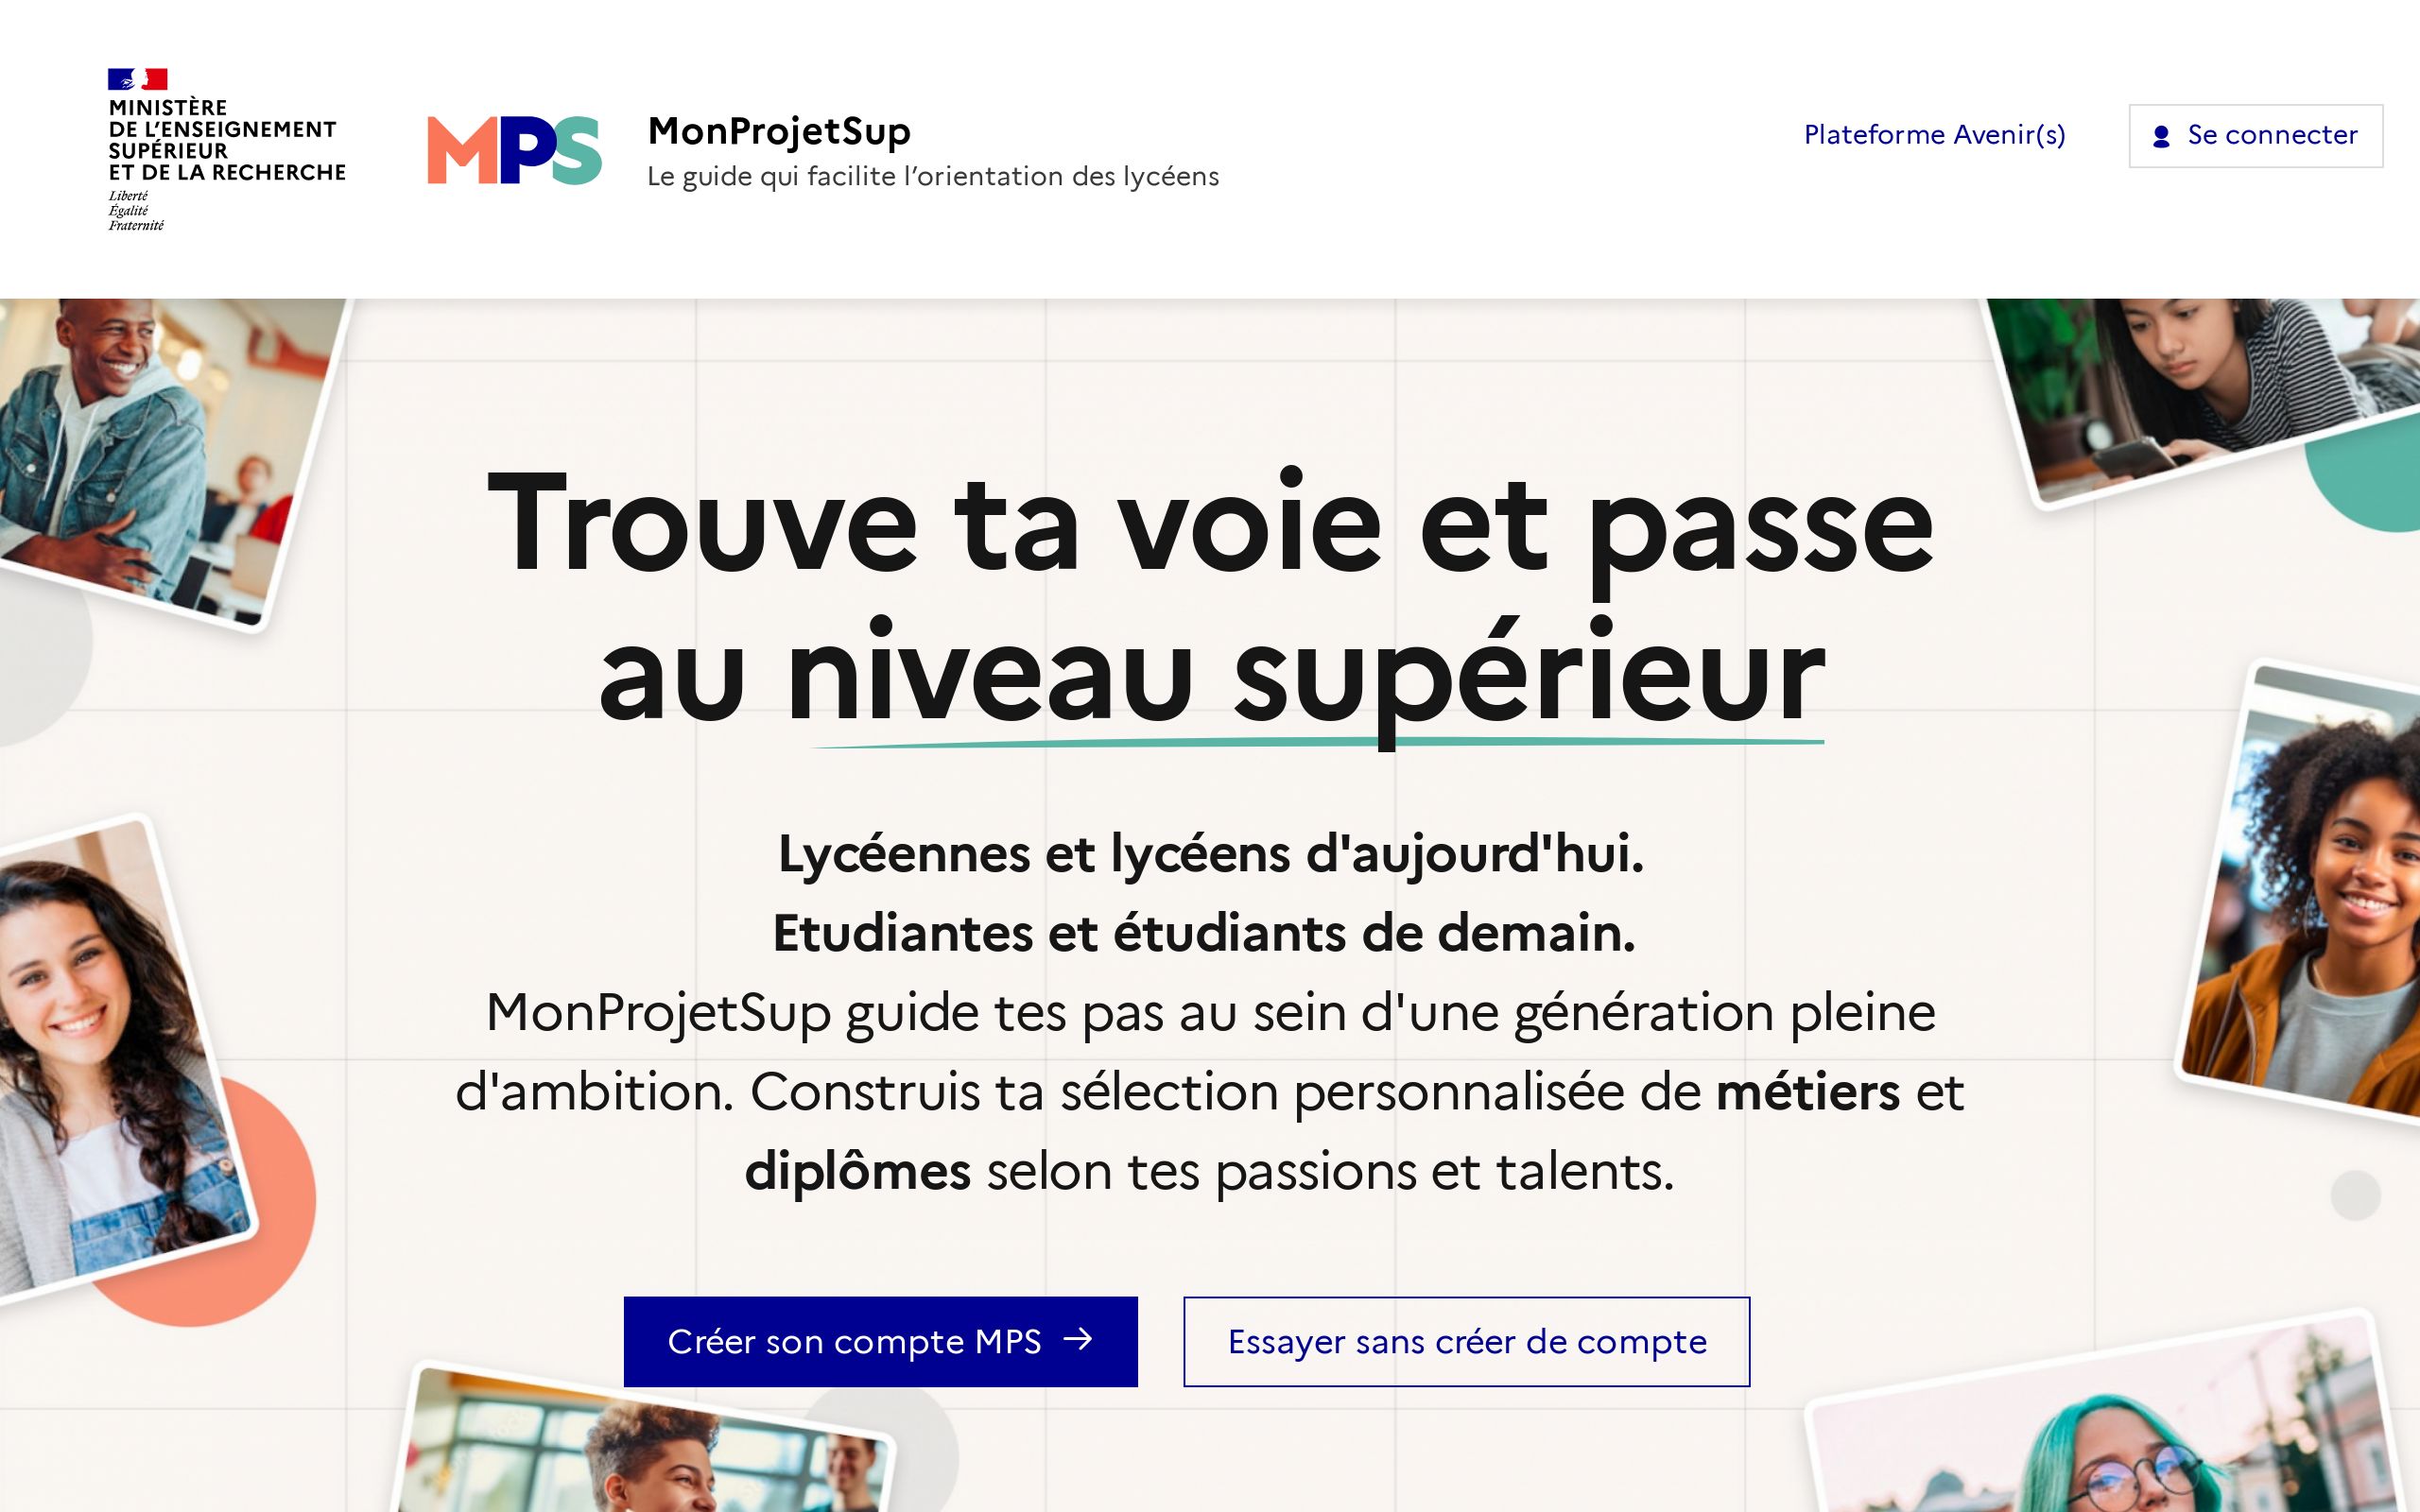 MINISTÈRE
DE L’ENSEIGNEMENT
SUPÉRIEUR
ET DE LA RECHERCHE
Liberté
Égalité
Fraternité
MPS
MonProjetSup
Le guide qui facilite l’orientation des lycéens
Plateforme Avenir(s)
Se connecter
Trouve ta voie et passe
au niveau supérieur
Lycéennes et lycéens d'aujourd'hui.
Etudiantes et étudiants de demain.
MonProjetSup guide tes pas au sein d'une génération pleine
d'ambition. Construis ta sélection personnalisée de métiers et
diplômes selon tes passions et talents.
Créer son compte MPS →
Essayer sans créer de compte